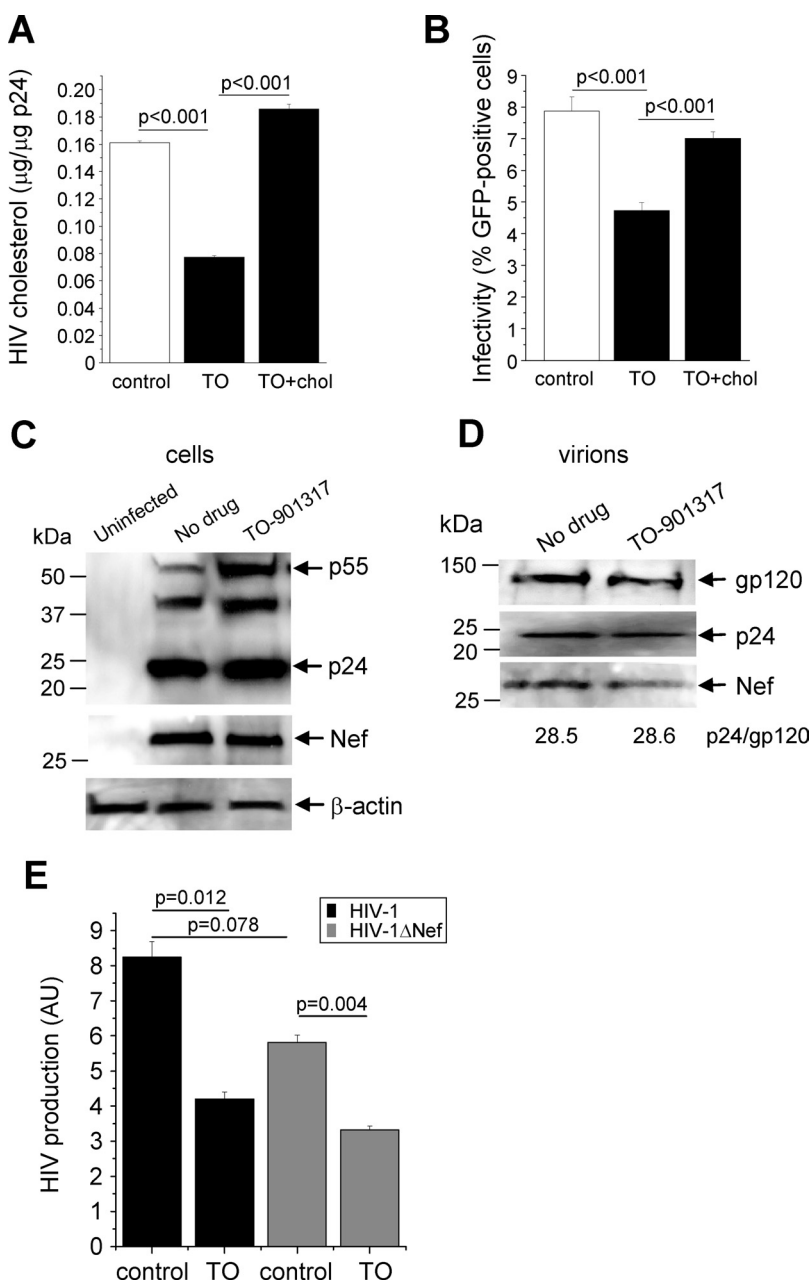 A
HIV cholesterol (μg/μg p24)
0.20
0.18
0.16
0.14
0.12
0.10
0.08
0.06
0.04
0.02
0
p<0.001
p<0.001
control TO TO+chol
B
Infectivity (% GFP-positive cells)
9
8
7
6
5
4
3
2
1
0
p<0.001
p<0.001
control TO TO+chol
C
cells
kDa
Uninfected No drug TO-901317
50
37
25
20
25
p55
p24
Nef
β-actin
D
virions
kDa
No drug TO-901317
150
25
20
25
gp120
p24
Nef
28.5 28.6 p24/gp120
E
HIV production (AU)
8
7
6
5
4
3
2
1
0
p=0.012
p=0.078
p=0.004
HIV-1
HIV-1ΔNef
control TO control TO